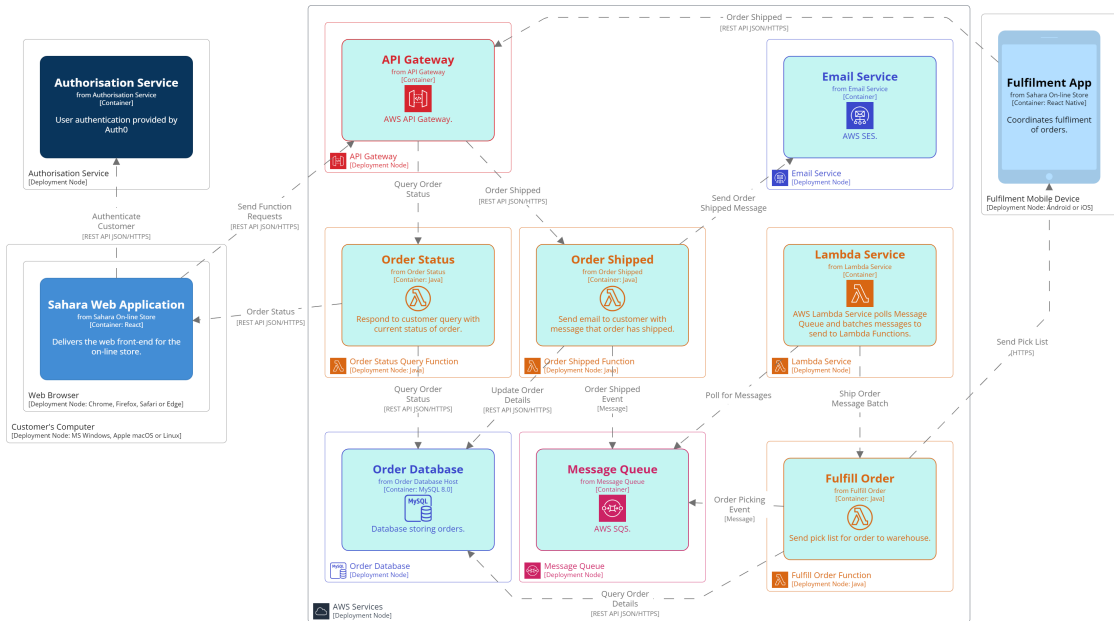 Order Shipped
[REST API JSON/HTTPS]
Authorisation Service
from Authorisation Service
[Container]
User authentication provided by
Auth0
Authorisation Service
[Deployment Node]
API Gateway
from API Gateway
[Container]
AWS API Gateway.
API Gateway
[Deployment Node]
Email Service
from Email Service
[Container]
AWS SES.
Email Service
[Deployment Node]
Fulfilment App
from Sahara On-line Store
[Container: React Native]
Coordinates fulfilment
of orders.
Fulfilment Mobile Device
[Deployment Node: Android or iOS]
Authenticate
Customer
[REST API JSON/HTTPS]
Send Function
Requests
[REST API JSON/HTTPS]
Query Order
Status
[REST API JSON/HTTPS]
Order Shipped
[REST API JSON/HTTPS]
Send Order
Shipped Message
Sahara Web Application
from Sahara On-line Store
[Container: React]
Delivers the web front-end for the
on-line store.
Web Browser
[Deployment Node: Chrome, Firefox, Safari or Edge]
Customer's Computer
[Deployment Node: MS Windows, Apple macOS or Linux]
Order Status
[REST API JSON/HTTPS]
Order Status
from Order Status
[Container: Java]
Respond to customer query with
current status of order.
Order Status Query Function
[Deployment Node: Java]
Order Shipped
from Order Shipped
[Container: Java]
Send email to customer with
message that order has shipped.
Order Shipped Function
[Deployment Node: Java]
Lambda Service
from Lambda Service
[Container]
AWS Lambda Service polls Message
Queue and batches messages to
send to Lambda Functions.
Lambda Service
[Deployment Node]
Send Pick List
[HTTPS]
Query Order
Status
[REST API JSON/HTTPS]
Update Order
Details
[REST API JSON/HTTPS]
Order Shipped
Event
[Message]
Poll for Messages
Ship Order
Message Batch
Order Database
from Order Database Host
[Container: MySQL 8.0]
MySQL
Database storing orders.
MySQL
Order Database
[Deployment Node]
Message Queue
from Message Queue
[Container]
AWS SQS.
Message Queue
[Deployment Node]
Order Picking
Event
[Message]
Fulfill Order
from Fulfill Order
[Container: Java]
Send pick list for order to warehouse.
Fulfill Order Function
[Deployment Node: Java]
Query Order
Details
[REST API JSON/HTTPS]
AWS Services
[Deployment Node]